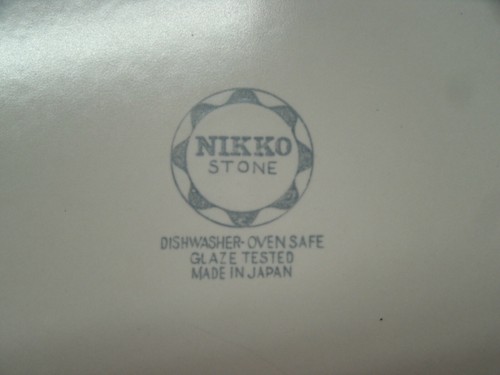 NIKKO
STONE
DISHWASHER-OVEN SAFE
GLAZE TESTED
MADE IN JAPAN